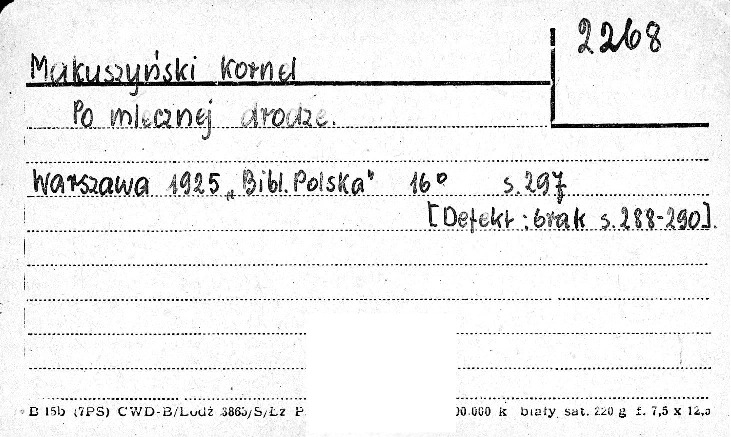 2268
Makuszyński Kornel
Po mlecznej drodze.
Warszawa 1925 „Bibl. Polska" 16° s. 297
[Defekt: brak s. 288-290].
B 15b (7PS) CWD-B/Łódź 3865/S/Łz P. 00.000 k biały sat. 220 g f. 7,5 x 12,5